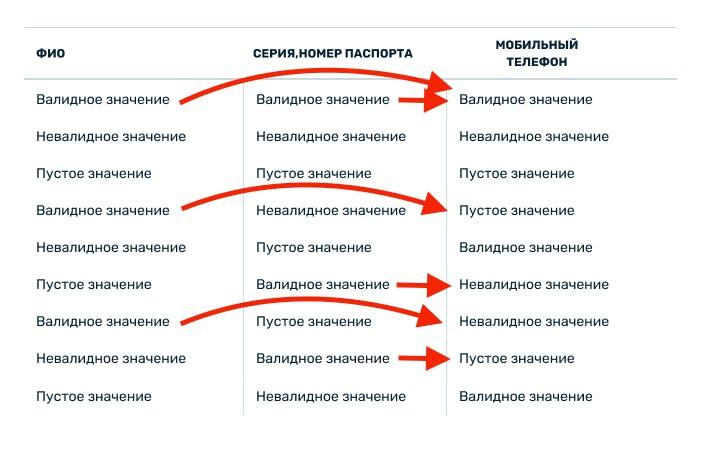 ФИО СЕРИЯ,НОМЕР ПАСПОРТА МОБИЛЬНЫЙ
ТЕЛЕФОН
Валидное значение Валидное значение Валидное значение
Невалидное значение Невалидное значение Невалидное значение
Пустое значение Пустое значение Пустое значение
Валидное значение Невалидное значение Пустое значение
Невалидное значение Пустое значение Валидное значение
Пустое значение Валидное значение Невалидное значение
Валидное значение Пустое значение Невалидное значение
Невалидное значение Валидное значение Пустое значение
Пустое значение Невалидное значение Валидное значение